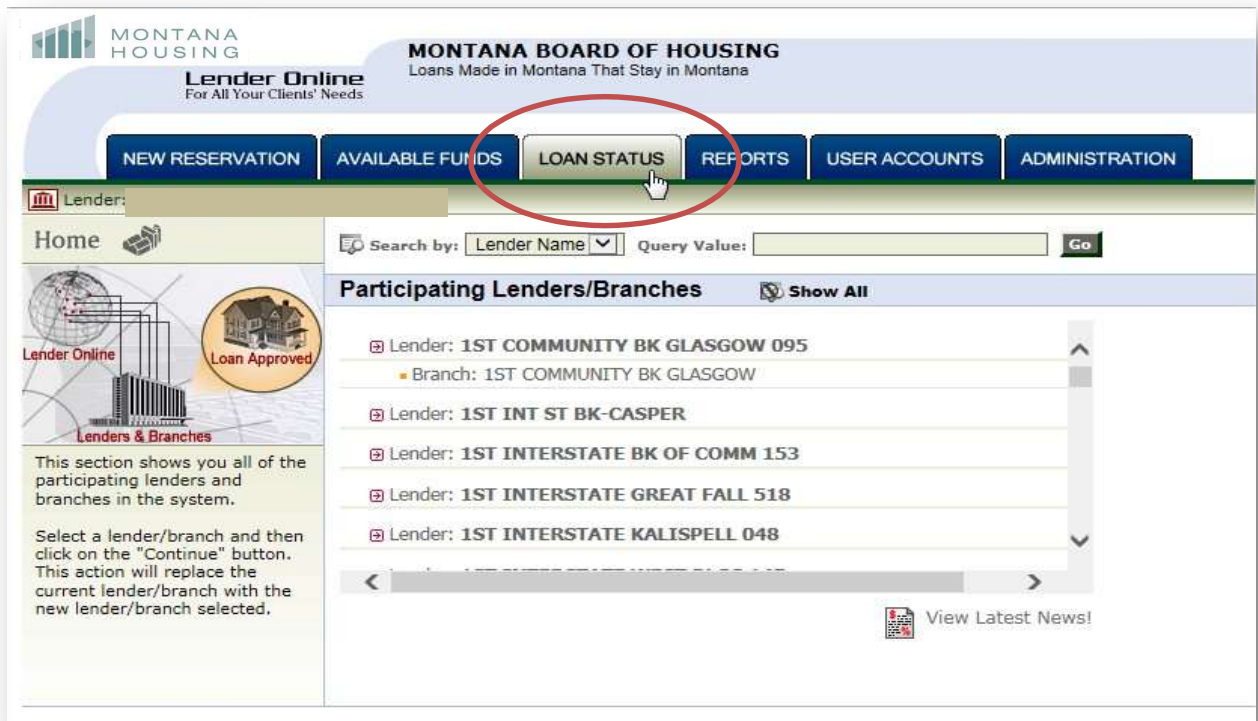 MONTANA
HOUSING
MONTANA BOARD OF HOUSING
Loans Made in Montana That Stay in Montana
Lender Online
For All Your Clients' Needs
NEW RESERVATION AVAILABLE FUNDS LOAN STATUS REPORTS USER ACCOUNTS ADMINISTRATION
Lender:
Home
Search by: Lender Name Query Value: Go
Participating Lenders/Branches Show All
Lender Online
Loan Approved
Lenders & Branches
Lender: 1ST COMMUNITY BK GLASGOW 095
Branch: 1ST COMMUNITY BK GLASGOW
Lender: 1ST INT ST BK-CASPER
Lender: 1ST INTERSTATE BK OF COMM 153
Lender: 1ST INTERSTATE GREAT FALL 518
Lender: 1ST INTERSTATE KALISPELL 048
This section shows you all of the
participating lenders and
branches in the system.
Select a lender/branch and then
click on the "Continue" button.
This action will replace the
current lender/branch with the
new lender/branch selected.
View Latest News!